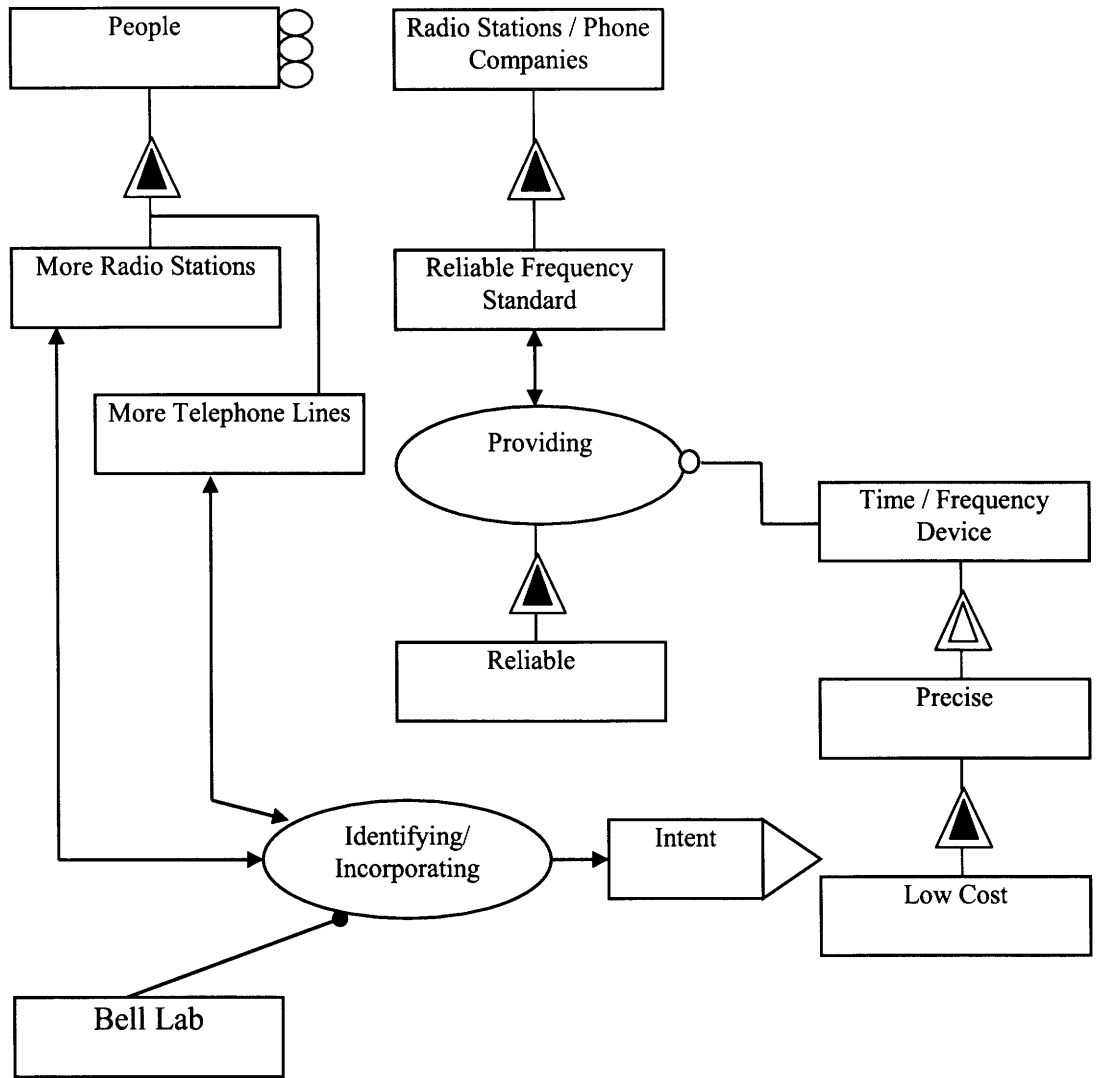 People
Radio Stations / Phone
Companies
More Radio Stations
Reliable Frequency
Standard
More Telephone Lines
Providing
Time / Frequency
Device
Reliable
Precise
Identifying/
Incorporating
Intent
Low Cost
Bell Lab